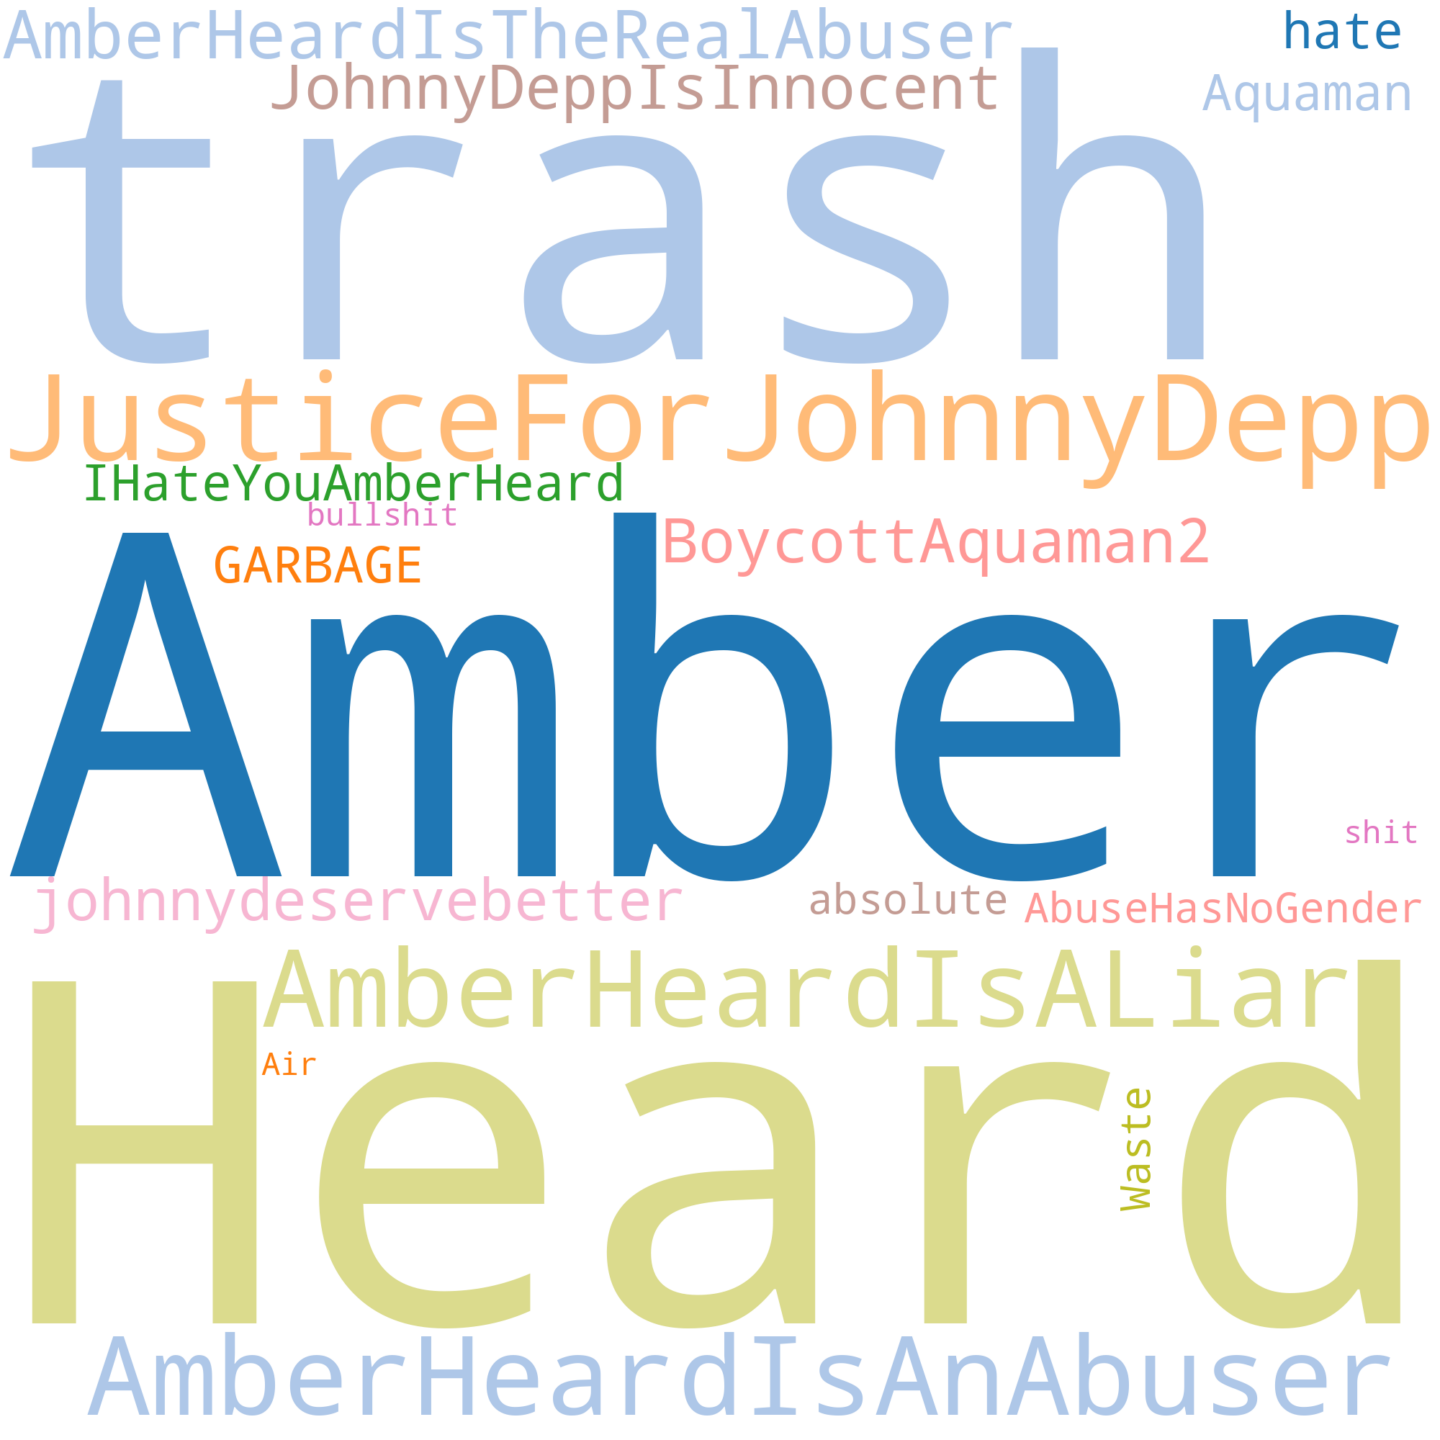 AmberHeardIsTheRealAbuser
hate
JohnnyDeppIsInnocent
Aquaman
trash
JusticeForJohnnyDepp
IHateYouAmberHeard
bullshit
BoycottAquaman2
GARBAGE
Amber
shit
johnnydeservebetter
absolute
AbuseHasNoGender
AmberHeardIsALiar
Air
Waste
Heard
AmberHeardIsAnAbuser